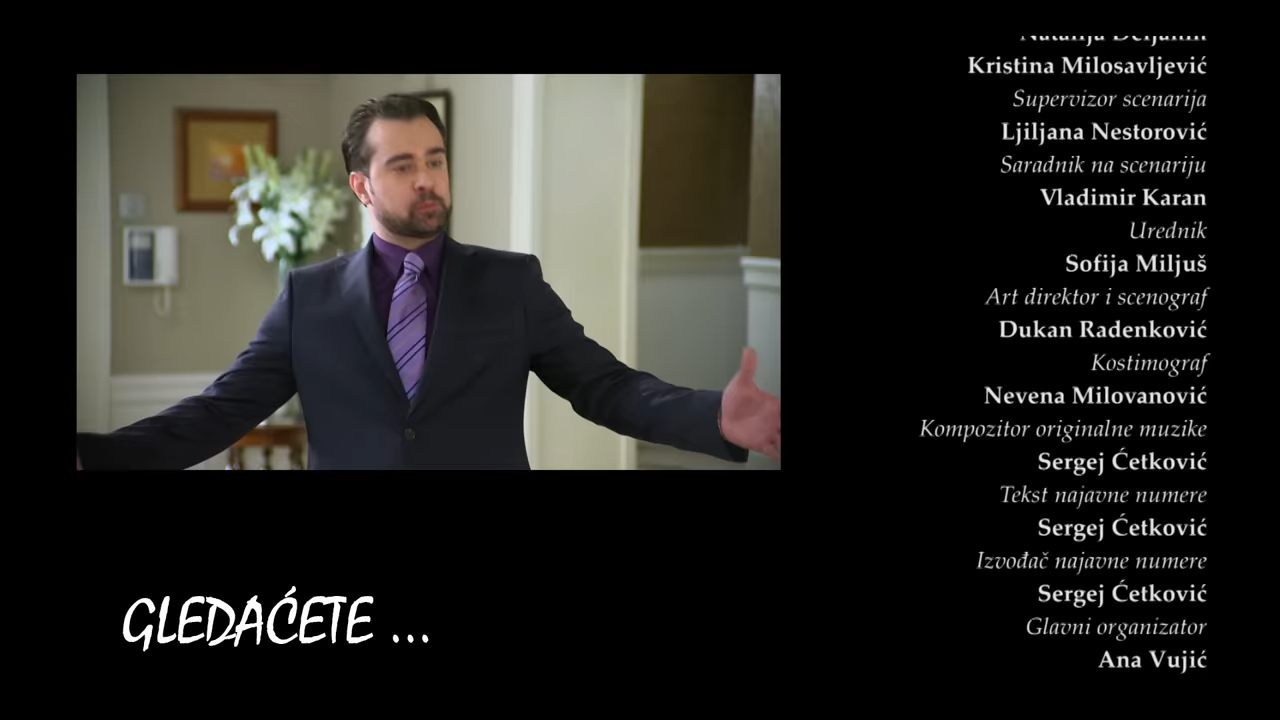 Kristina Milosavljević
Supervizor scenarija
Ljiljana Nestorović
Saradnik na scenariju
Vladimir Karan
Urednik
Sofija Miljuš
Art direktor i scenograf
Dukan Radenković
Kostimograf
Nevena Milovanović
Kompozitor originalne muzike
Sergej Ćetković
Tekst najavne numere
Sergej Ćetković
Izvođač najavne numere
Sergej Ćetković
Glavni organizator
Ana Vujić
GLEDAĆETE ...